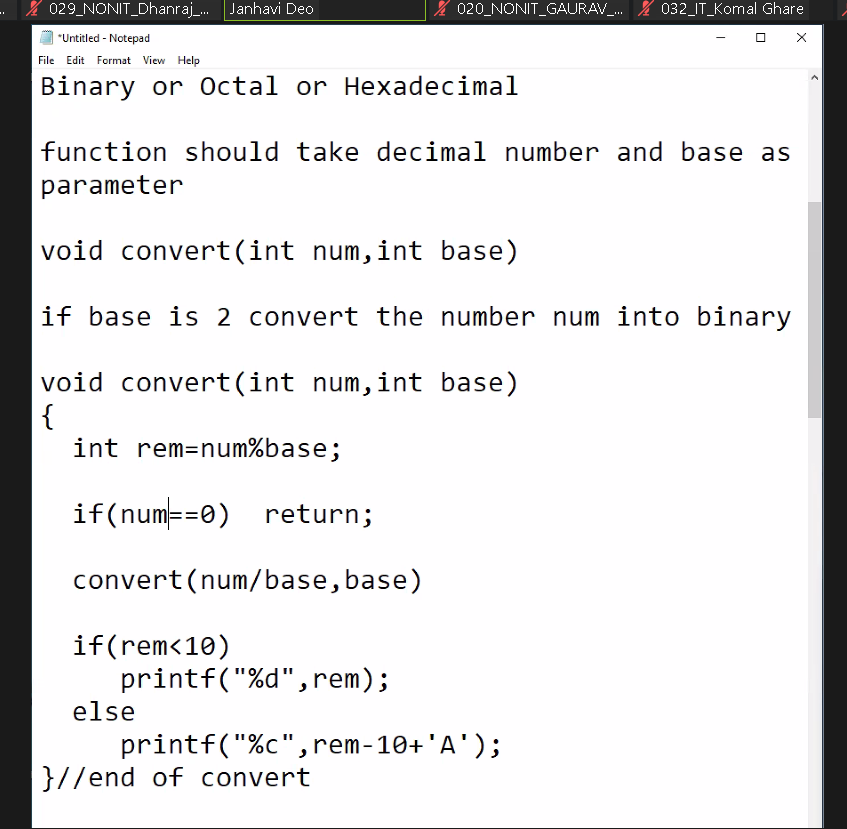 029_NONIT_Dhanraj_... Janhavi Deo 020_NONIT_GAURAV_... 032_IT_Komal Ghare
*Untitled - Notepad
File Edit Format View Help
Binary or Octal or Hexadecimal
function should take decimal number and base as
parameter
void convert(int num,int base)
if base is 2 convert the number num into binary
void convert(int num,int base)
{
int rem=num%base;
if(num==0)  return;
convert(num/base,base)
if(rem<10)
printf("%d",rem);
else
printf("%c",rem-10+'A');
}//end of convert